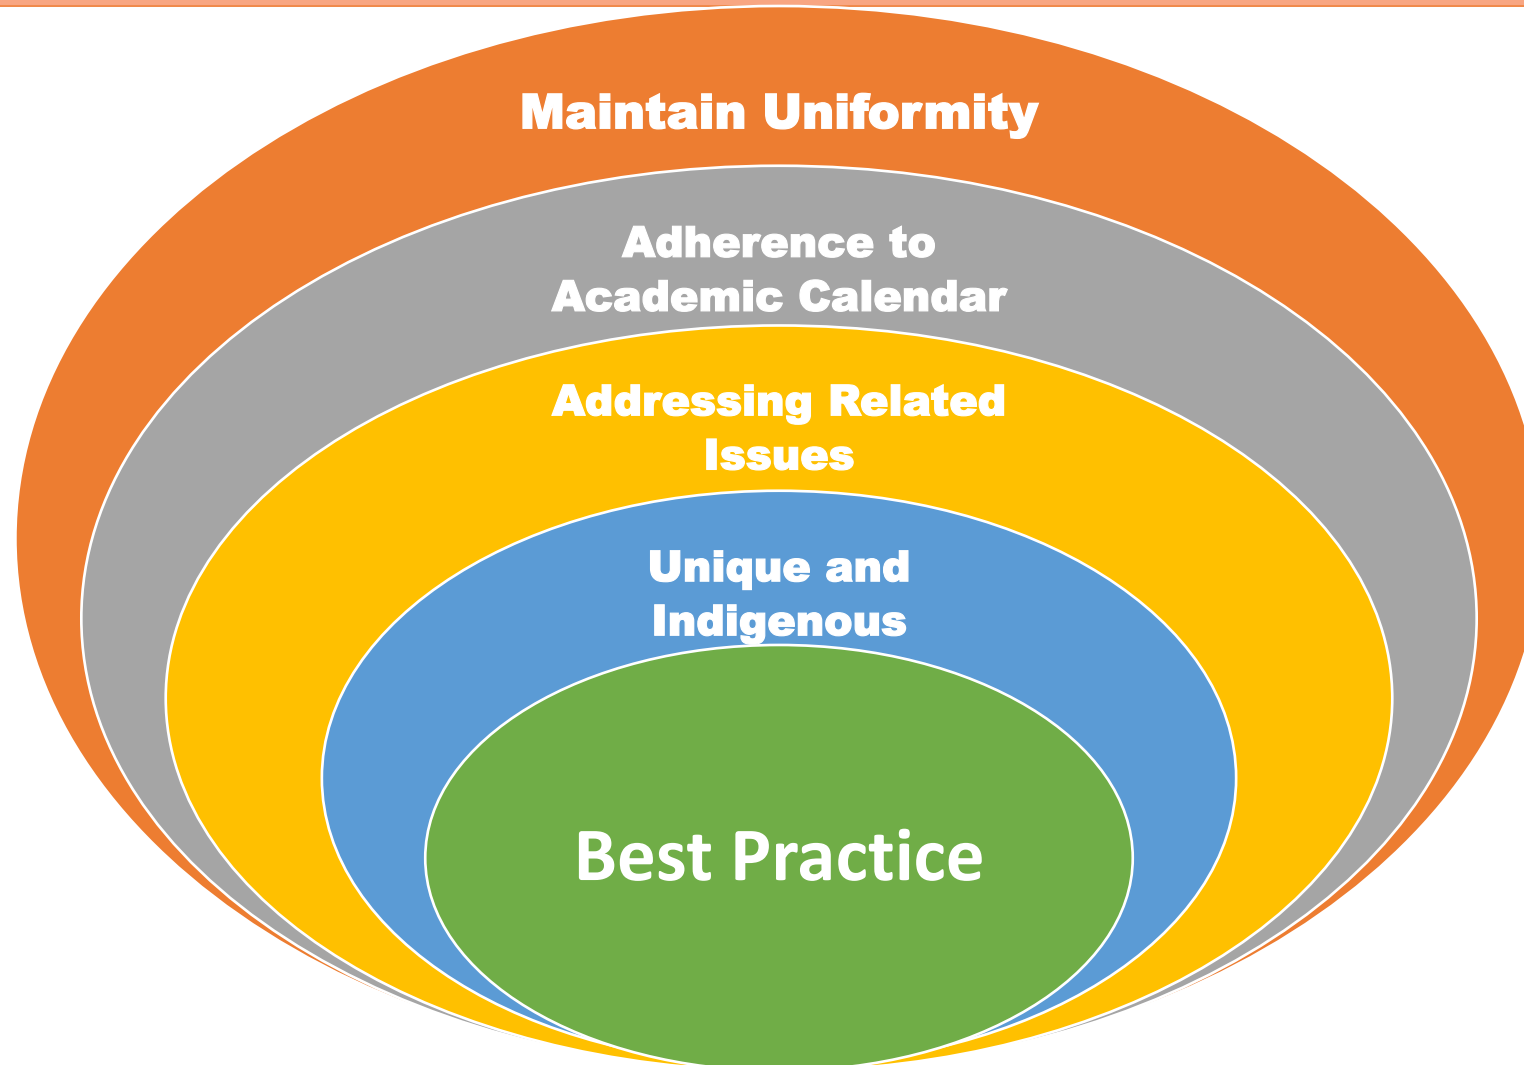 Maintain Uniformity
Adherence to
Academic Calendar
Addressing Related
Issues
Unique and
Indigenous
Best Practice